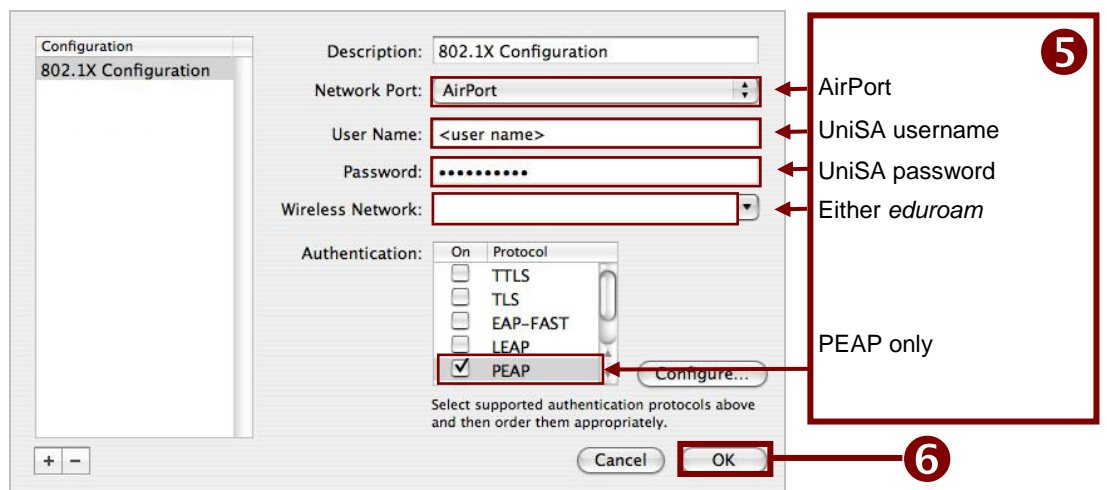 Configuration
802.1X Configuration
Description: 802.1X Configuration
Network Port: AirPort
User Name: <user name>
Password: ••••••••••
Wireless Network:
Authentication:
On Protocol
TTLS
TLS
EAP-FAST
LEAP
PEAP
Configure...
Select supported authentication protocols above
and then order them appropriately.
+ −
Cancel
OK
5
AirPort
UniSA username
UniSA password
Either eduroam
PEAP only
6